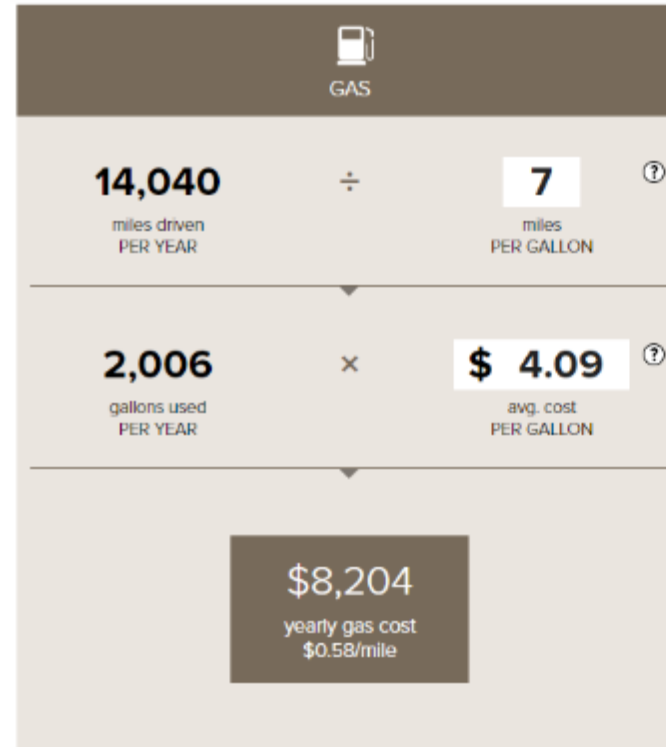 GAS
14,040 ÷ 7 ?
miles driven miles
PER YEAR PER GALLON
2,006 × $ 4.09 ?
gallons used avg. cost
PER YEAR PER GALLON
$8,204
yearly gas cost
$0.58/mile